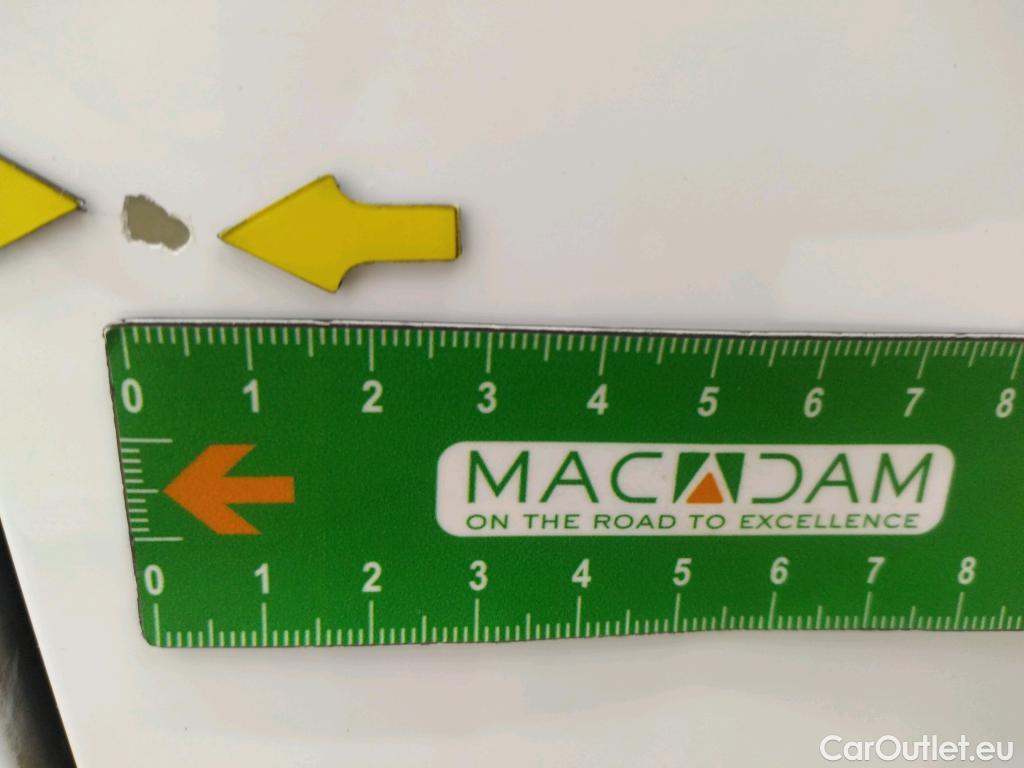 0 1 2 3 4 5 6 7 8
MACADAM
ON THE ROAD TO EXCELLENCE
0 1 2 3 4 5 6 7 8
CarOutlet.eu